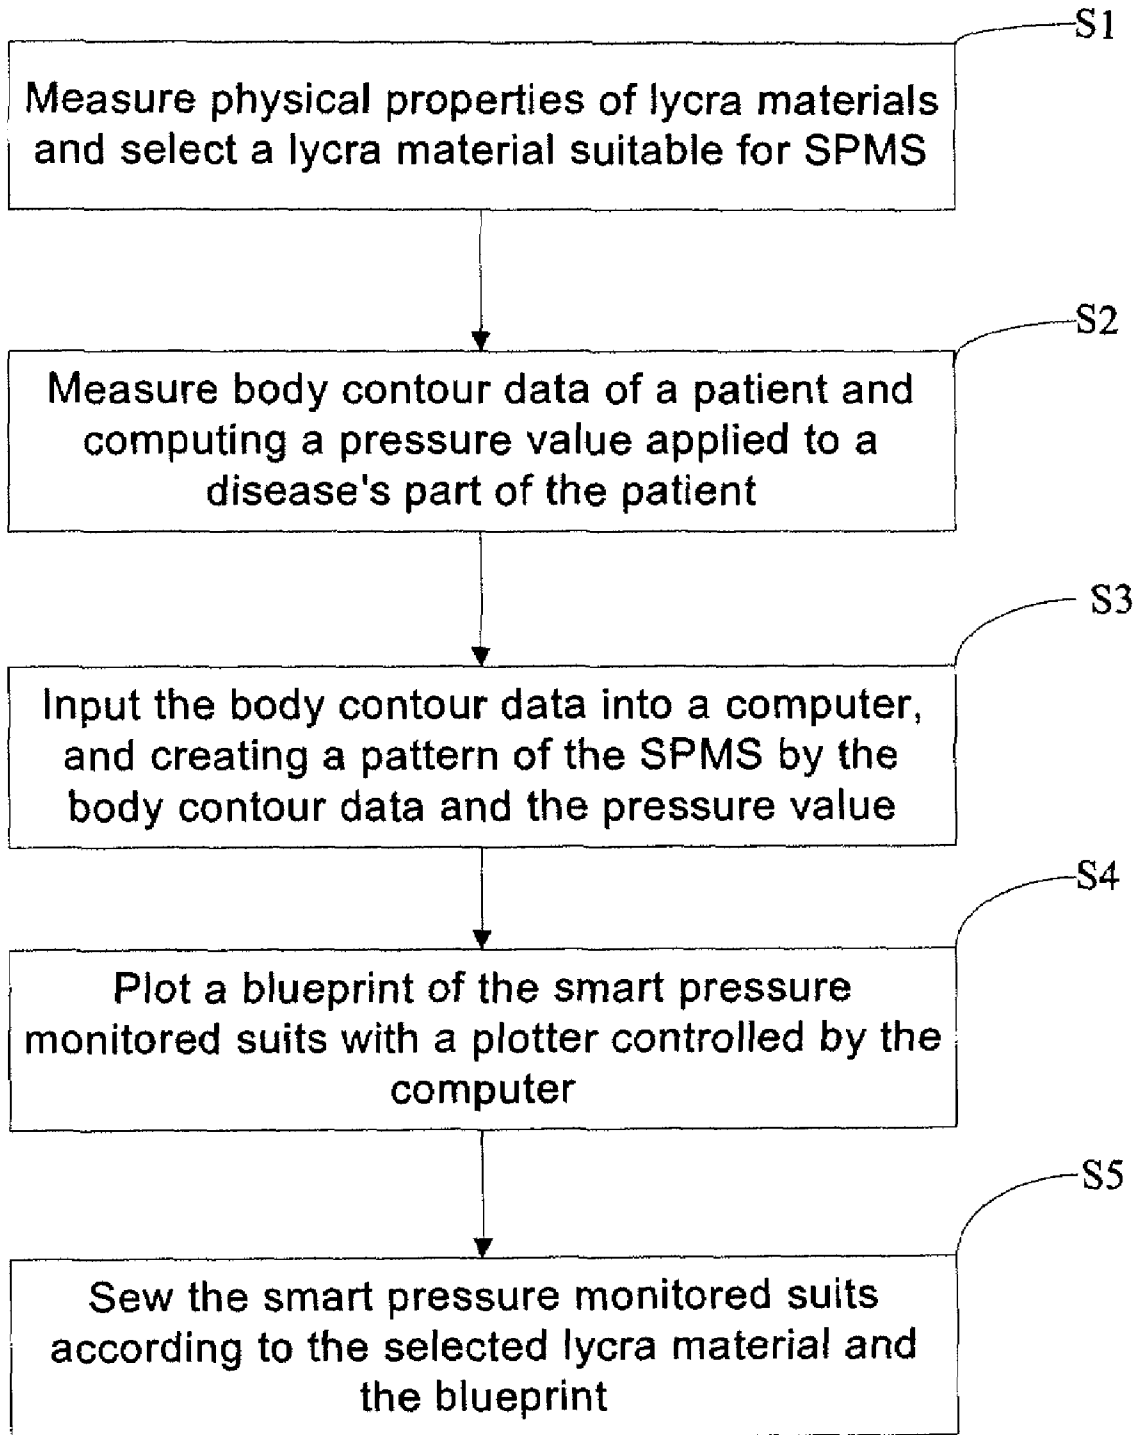 S1
Measure physical properties of lycra materials
and select a lycra material suitable for SPMS
S2
Measure body contour data of a patient and
computing a pressure value applied to a
disease's part of the patient
S3
Input the body contour data into a computer,
and creating a pattern of the SPMS by the
body contour data and the pressure value
S4
Plot a blueprint of the smart pressure
monitored suits with a plotter controlled by the
computer
S5
Sew the smart pressure monitored suits
according to the selected lycra material and
the blueprint